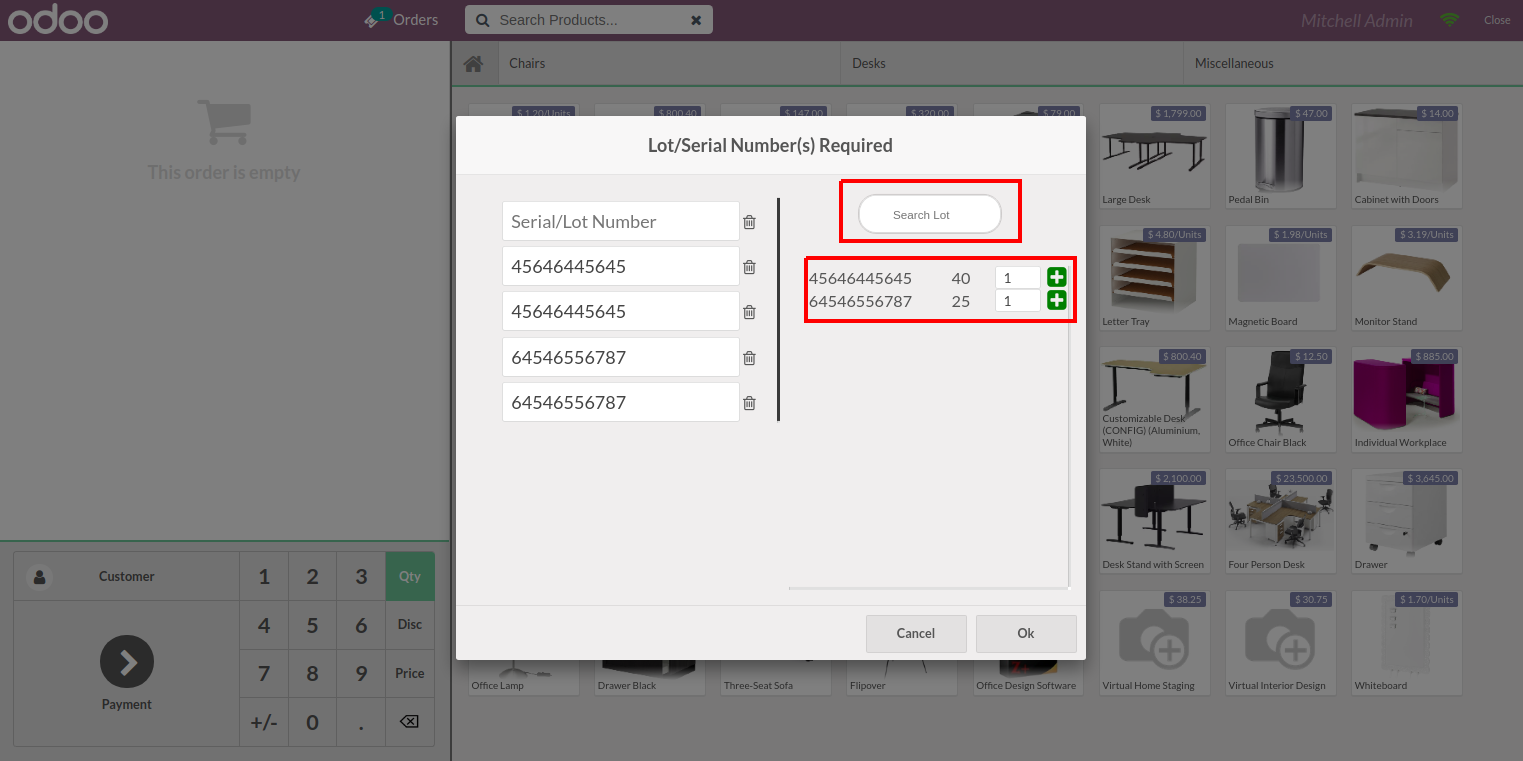 odoo
1 Orders
Search Products...
Mitchell Admin
Close
Chairs
Desks
Miscellaneous
This order is empty
$ 1.20/Units
$ 800.40
$ 147.00
$ 320.00
$ 79.00
$ 1,799.00
$ 47.00
$ 14.00
Large Desk
Pedal Bin
Cabinet with Doors
Lot/Serial Number(s) Required
Serial/Lot Number
45646445645
45646445645
64546556787
64546556787
Search Lot
45646445645 40 1
64546556787 25 1
Cancel
Ok
$ 4.80/Units
$ 1.98/Units
$ 3.19/Units
Letter Tray
Magnetic Board
Monitor Stand
$ 800.40
$ 12.50
$ 885.00
Customizable Desk
(CONFIG) (Aluminium,
White)
Office Chair Black
Individual Workplace
$ 2,100.00
$ 23,500.00
$ 3,645.00
Desk Stand with Screen
Four Person Desk
Drawer
$ 38.25
$ 30.75
$ 1.70/Units
Office Lamp
Drawer Black
Three-Seat Sofa
Flipover
Office Design Software
Virtual Home Staging
Virtual Interior Design
Whiteboard
Customer
Payment
1 2 3 Qty
4 5 6 Disc
7 8 9 Price
+/- 0 .